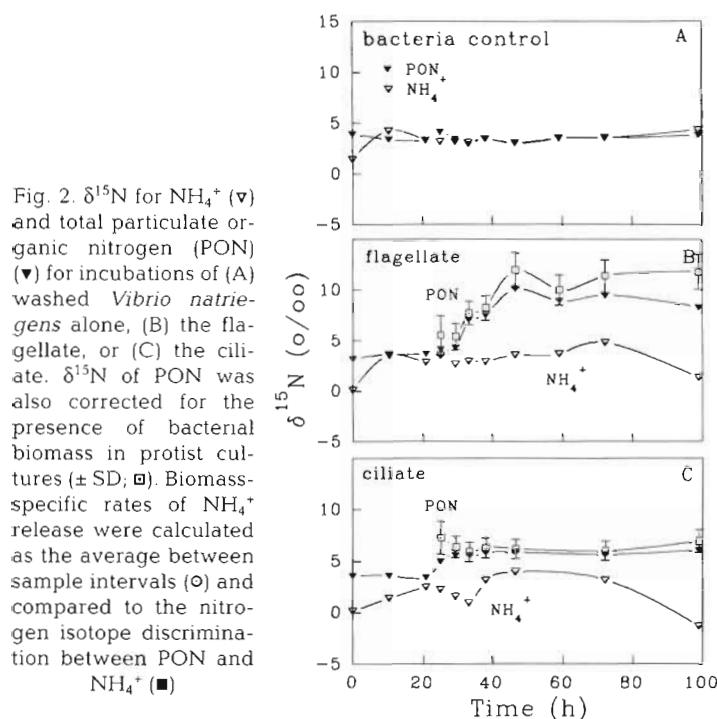 Fig. 2. δ¹⁵N for NH₄⁺ (▿)
and total particulate or-
ganic nitrogen (PON)
(▾) for incubations of (A)
washed Vibrio natrie-
gens alone, (B) the fla-
gellate, or (C) the cili-
ate. δ¹⁵N of PON was
also corrected for the
presence of bacterial
biomass in protist cul-
tures (± SD; ⊡). Biomass-
specific rates of NH₄⁺
release were calculated
as the average between
sample intervals (○) and
compared to the nitro-
gen isotope discrimina-
tion between PON and
NH₄⁺ (■)
δ¹⁵N (o/oo)
15
10
5
0
−5
bacteria control
A
▾ PON
▿ NH₄⁺
10
5
0
−5
flagellate
B
PON
NH₄⁺
10
5
0
−5
ciliate
C
PON
NH₄⁺
0 20 40 60 80 100
Time (h)